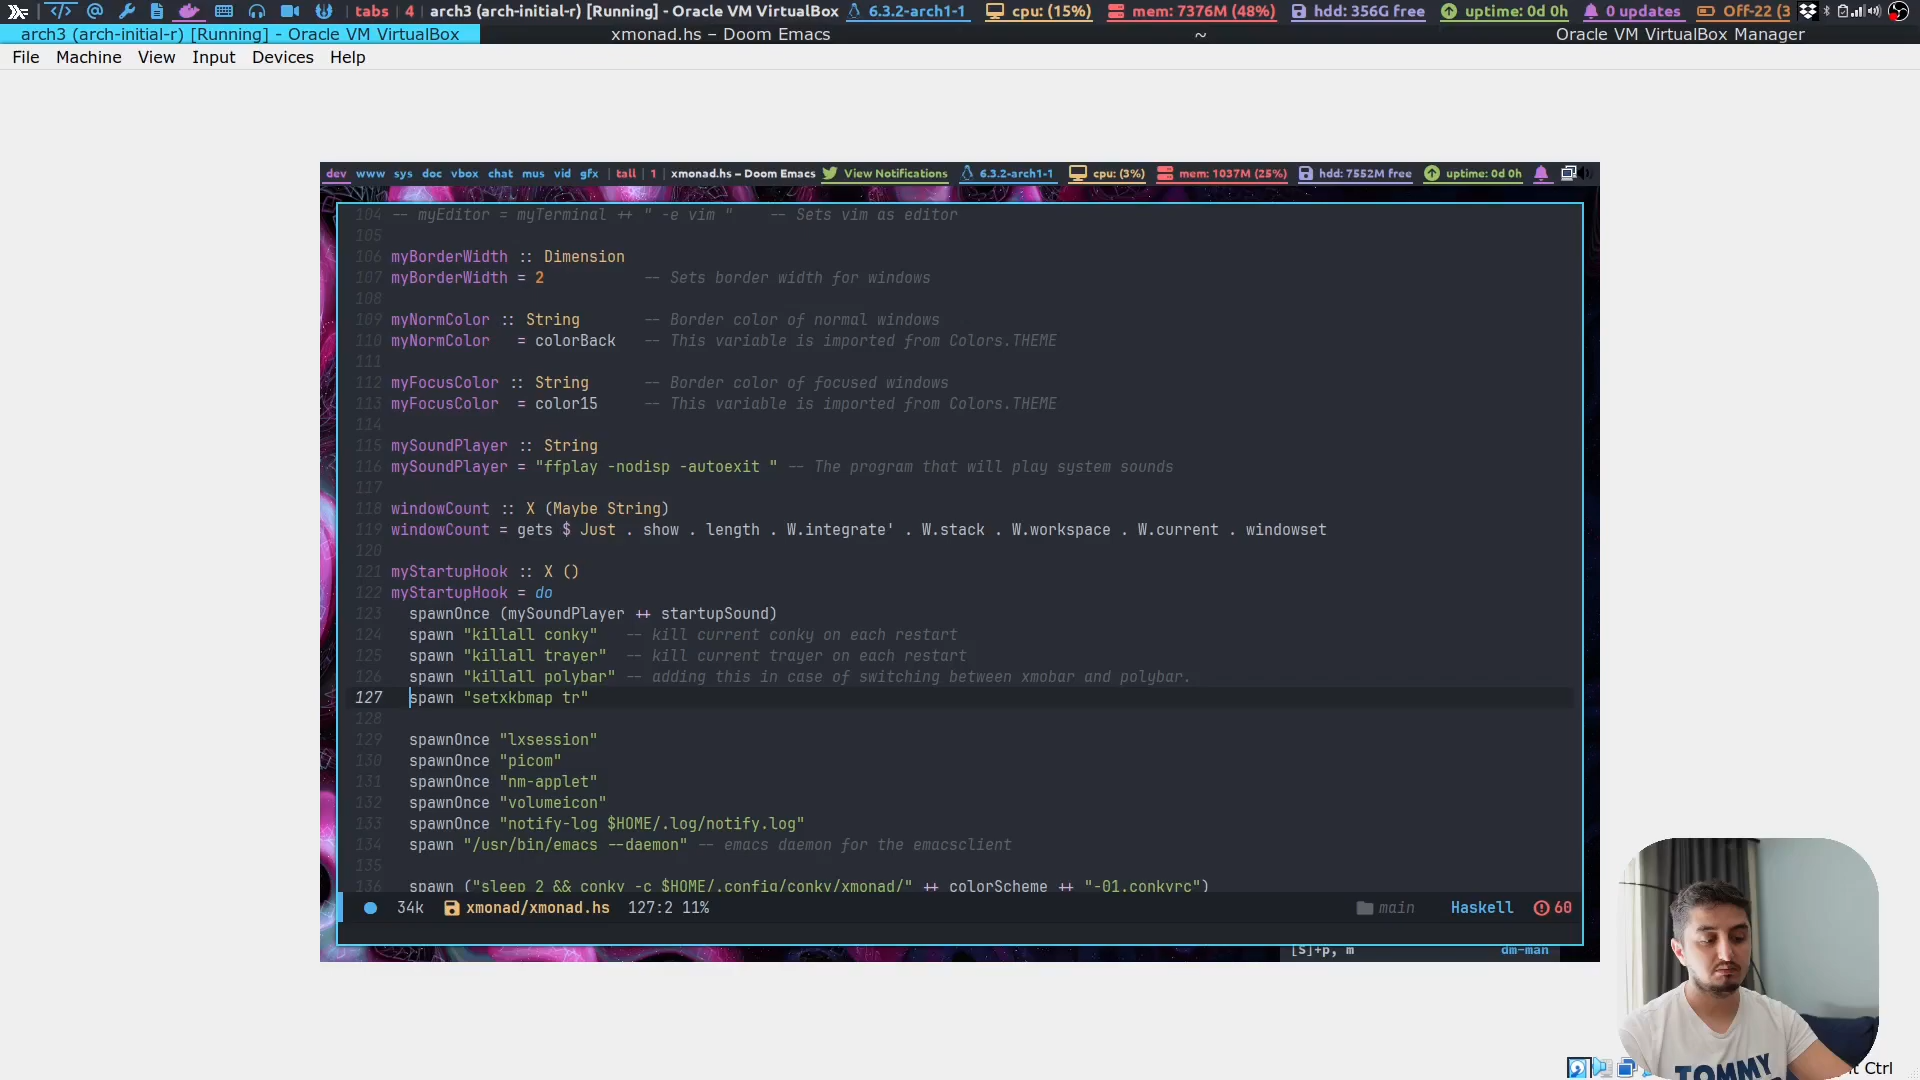 tabs 4 arch3 (arch-initial-r) [Running] - Oracle VM VirtualBox 6.3.2-arch1-1 cpu: (15%) mem: 7376M (48%) hdd: 356G free uptime: 0d 0h 0 updates Off-22 (3
arch3 (arch-initial-r) [Running] - Oracle VM VirtualBox xmonad.hs – Doom Emacs ~ Oracle VM VirtualBox Manager
File Machine View Input Devices Help
dev www sys doc vbox chat mus vid gfx | tall | 1 xmonad.hs – Doom Emacs View Notifications 6.3.2-arch1-1 cpu: (3%) mem: 1037M (25%) hdd: 7552M free uptime: 0d 0h
104 -- myEditor = myTerminal ++ " -e vim " -- Sets vim as editor
105
106 myBorderWidth :: Dimension
107 myBorderWidth = 2 -- Sets border width for windows
108
109 myNormColor :: String -- Border color of normal windows
110 myNormColor = colorBack -- This variable is imported from Colors.THEME
111
112 myFocusColor :: String -- Border color of focused windows
113 myFocusColor = color15 -- This variable is imported from Colors.THEME
114
115 mySoundPlayer :: String
116 mySoundPlayer = "ffplay -nodisp -autoexit " -- The program that will play system sounds
117
118 windowCount :: X (Maybe String)
119 windowCount = gets $ Just . show . length . W.integrate' . W.stack . W.workspace . W.current . windowset
120
121 myStartupHook :: X ()
122 myStartupHook = do
123 spawnOnce (mySoundPlayer ++ startupSound)
124 spawn "killall conky" -- kill current conky on each restart
125 spawn "killall trayer" -- kill current trayer on each restart
126 spawn "killall polybar" -- adding this in case of switching between xmobar and polybar.
127 spawn "setxkbmap tr"
128
129 spawnOnce "lxsession"
130 spawnOnce "picom"
131 spawnOnce "nm-applet"
132 spawnOnce "volumeicon"
133 spawnOnce "notify-log $HOME/.log/notify.log"
134 spawn "/usr/bin/emacs --daemon" -- emacs daemon for the emacsclient
135
136 spawn ("sleep 2 && conky -c $HOME/.config/conky/xmonad/" ++ colorScheme ++ "-01.conkyrc")
34k xmonad/xmonad.hs 127:2 11% main Haskell 60
[S]+p, m dm-man
TOMMY
t Ctrl